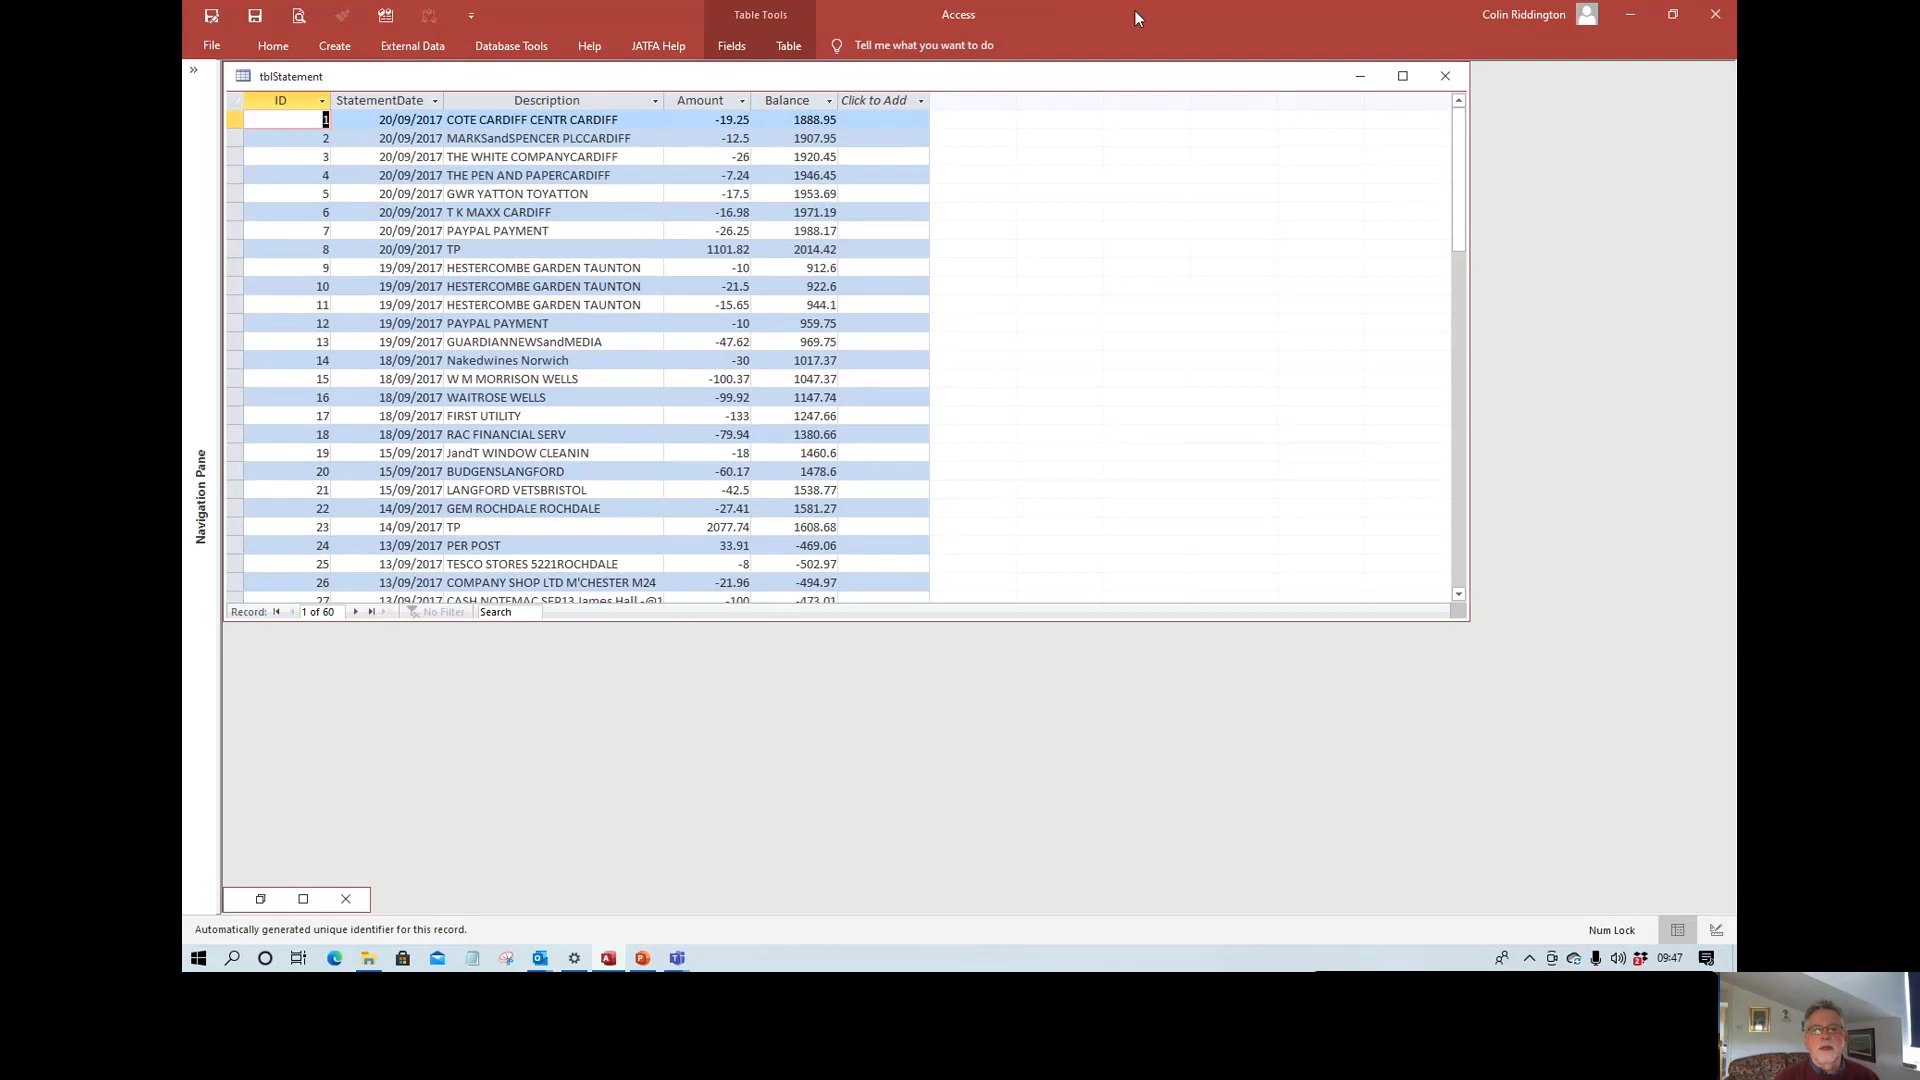 Table Tools
Access
Colin Riddington
File Home Create External Data Database Tools Help JATFA Help Fields Table Tell me what you want to do
tblStatement
ID StatementDate Description Amount Balance Click to Add
1 20/09/2017 COTE CARDIFF CENTR CARDIFF -19.25 1888.95
2 20/09/2017 MARKSandSPENCER PLCCARDIFF -12.5 1907.95
3 20/09/2017 THE WHITE COMPANYCARDIFF -26 1920.45
4 20/09/2017 THE PEN AND PAPERCARDIFF -7.24 1946.45
5 20/09/2017 GWR YATTON TOYATTON -17.5 1953.69
6 20/09/2017 T K MAXX CARDIFF -16.98 1971.19
7 20/09/2017 PAYPAL PAYMENT -26.25 1988.17
8 20/09/2017 TP 1101.82 2014.42
9 19/09/2017 HESTERCOMBE GARDEN TAUNTON -10 912.6
10 19/09/2017 HESTERCOMBE GARDEN TAUNTON -21.5 922.6
11 19/09/2017 HESTERCOMBE GARDEN TAUNTON -15.65 944.1
12 19/09/2017 PAYPAL PAYMENT -10 959.75
13 19/09/2017 GUARDIANNEWSandMEDIA -47.62 969.75
14 18/09/2017 Nakedwines Norwich -30 1017.37
15 18/09/2017 W M MORRISON WELLS -100.37 1047.37
16 18/09/2017 WAITROSE WELLS -99.92 1147.74
17 18/09/2017 FIRST UTILITY -133 1247.66
18 18/09/2017 RAC FINANCIAL SERV -79.94 1380.66
19 15/09/2017 JandT WINDOW CLEANIN -18 1460.6
20 15/09/2017 BUDGENSLANGFORD -60.17 1478.6
21 15/09/2017 LANGFORD VETSBRISTOL -42.5 1538.77
22 14/09/2017 GEM ROCHDALE ROCHDALE -27.41 1581.27
23 14/09/2017 TP 2077.74 1608.68
24 13/09/2017 PER POST 33.91 -469.06
25 13/09/2017 TESCO STORES 5221ROCHDALE -8 -502.97
26 13/09/2017 COMPANY SHOP LTD M'CHESTER M24 -21.96 -494.97
27 13/09/2017 CASH NOTEMAC SEP13 James Hall -@1 -100 -473.01
Record: 1 of 60 No Filter Search
Navigation Pane
Automatically generated unique identifier for this record.
Num Lock
09:47